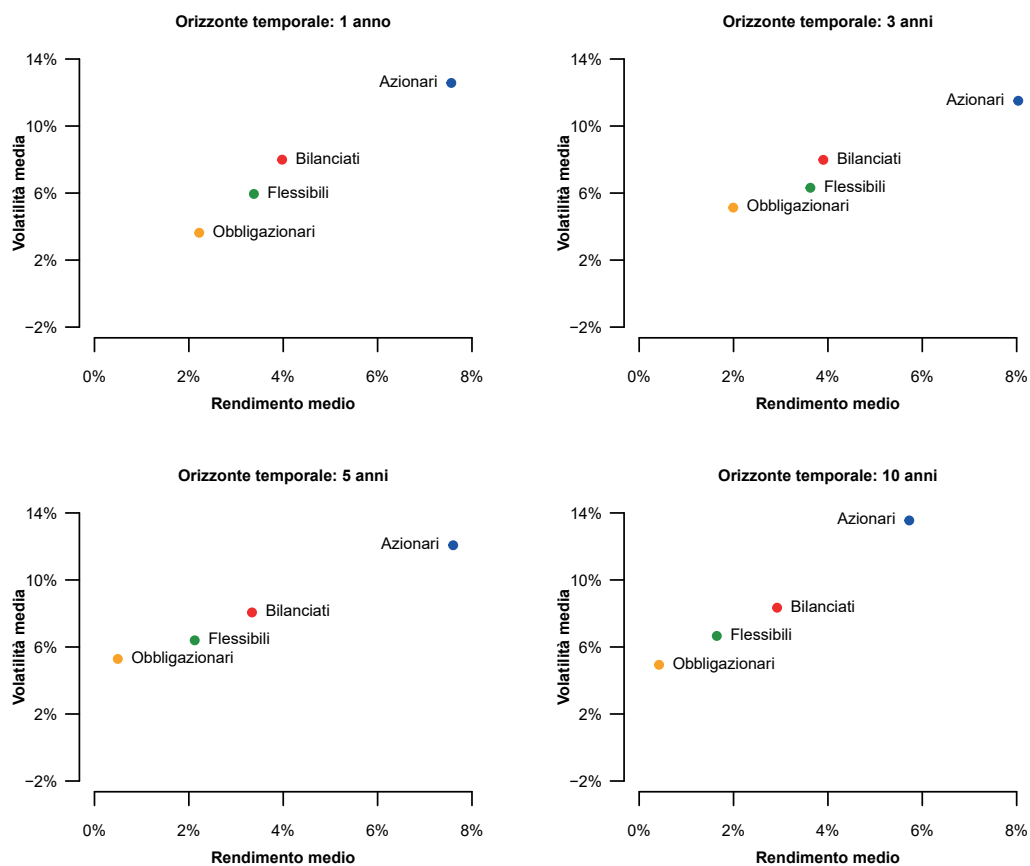 Orizzonte temporale: 1 anno
14%
10%
6%
2%
−2%
Volatilità media
Azionari
Bilanciati
Flessibili
Obbligazionari
0%
2%
4%
6%
8%
Rendimento medio
Orizzonte temporale: 3 anni
14%
10%
6%
2%
−2%
Volatilità media
Azionari
Bilanciati
Flessibili
Obbligazionari
0%
2%
4%
6%
8%
Rendimento medio
Orizzonte temporale: 5 anni
14%
10%
6%
2%
−2%
Volatilità media
Azionari
Bilanciati
Flessibili
Obbligazionari
0%
2%
4%
6%
8%
Rendimento medio
Orizzonte temporale: 10 anni
14%
10%
6%
2%
−2%
Volatilità media
Azionari
Bilanciati
Flessibili
Obbligazionari
0%
2%
4%
6%
8%
Rendimento medio